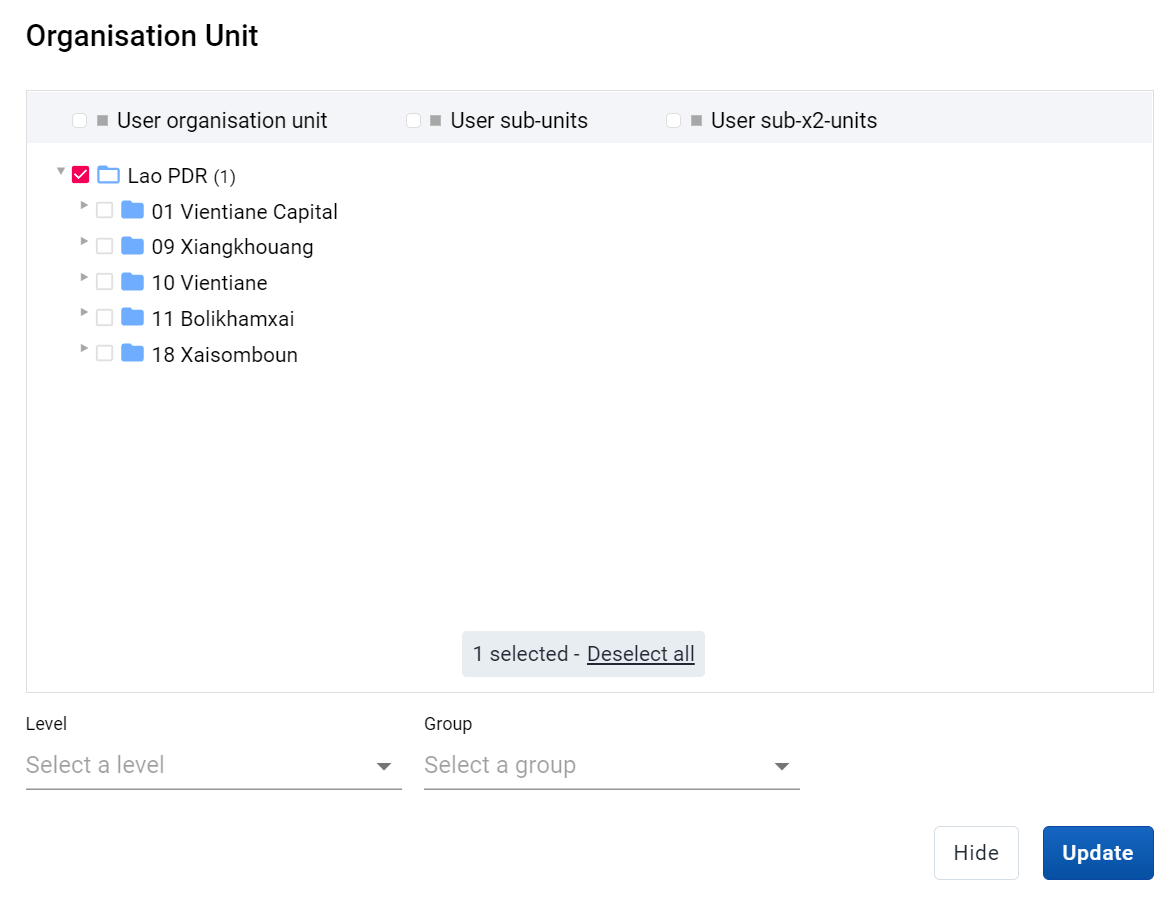 Organisation Unit
User organisation unit User sub-units User sub-x2-units
Lao PDR (1)
01 Vientiane Capital
09 Xiangkhouang
10 Vientiane
11 Bolikhamxai
18 Xaisomboun
1 selected - Deselect all
Level Group
Select a level Select a group
Hide Update